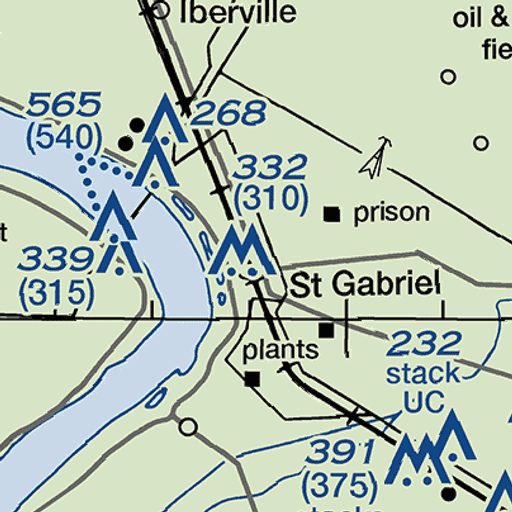 Iberville
oil &
fie
565
(540)
268
332
(310)
prison
t
339
(315)
St Gabriel
plants
232
stack
UC
391
(375)
stacks